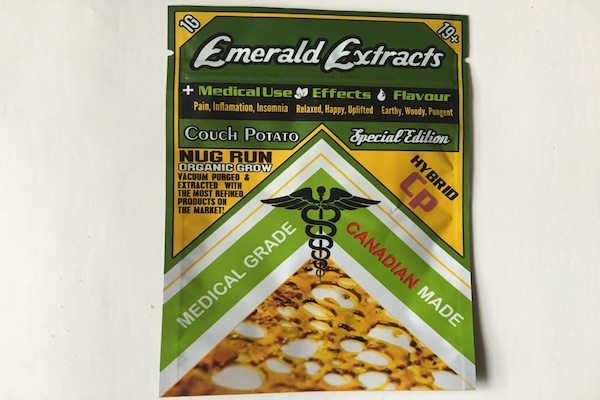 1G
19+
Emerald Extracts
+ Medical Use Effects Flavour
Pain, Inflamation, Insomnia Relaxed, Happy, Uplifted Earthy, Woody, Pungent
Couch Potato
Special Edition
NUG RUN
ORGANIC GROW
VACUUM PURGED &
EXTRACTED WITH
THE MOST REFINED
PRODUCTS ON
THE MARKET!
HYBRID
CP
MEDICAL GRADE
CANADIAN MADE